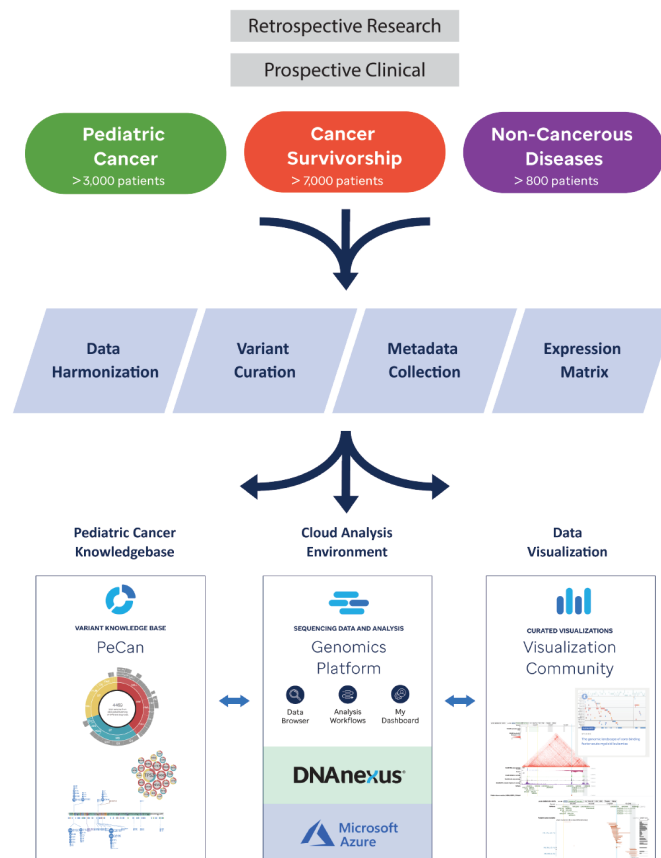 Retrospective Research
Prospective Clinical
Pediatric
Cancer
> 3,000 patients
Cancer
Survivorship
> 7,000 patients
Non-Cancerous
Diseases
> 800 patients
Data
Harmonization
Variant
Curation
Metadata
Collection
Expression
Matrix
Pediatric Cancer
Knowledgebase
Cloud Analysis
Environment
Data
Visualization
VARIANT KNOWLEDGE BASE
PeCan
SEQUENCING DATA AND ANALYSIS
Genomics
Platform
Data
Browser
Analysis
Workflows
My
Dashboard
DNAnexus
Microsoft
Azure
CURATED VISUALIZATIONS
Visualization
Community